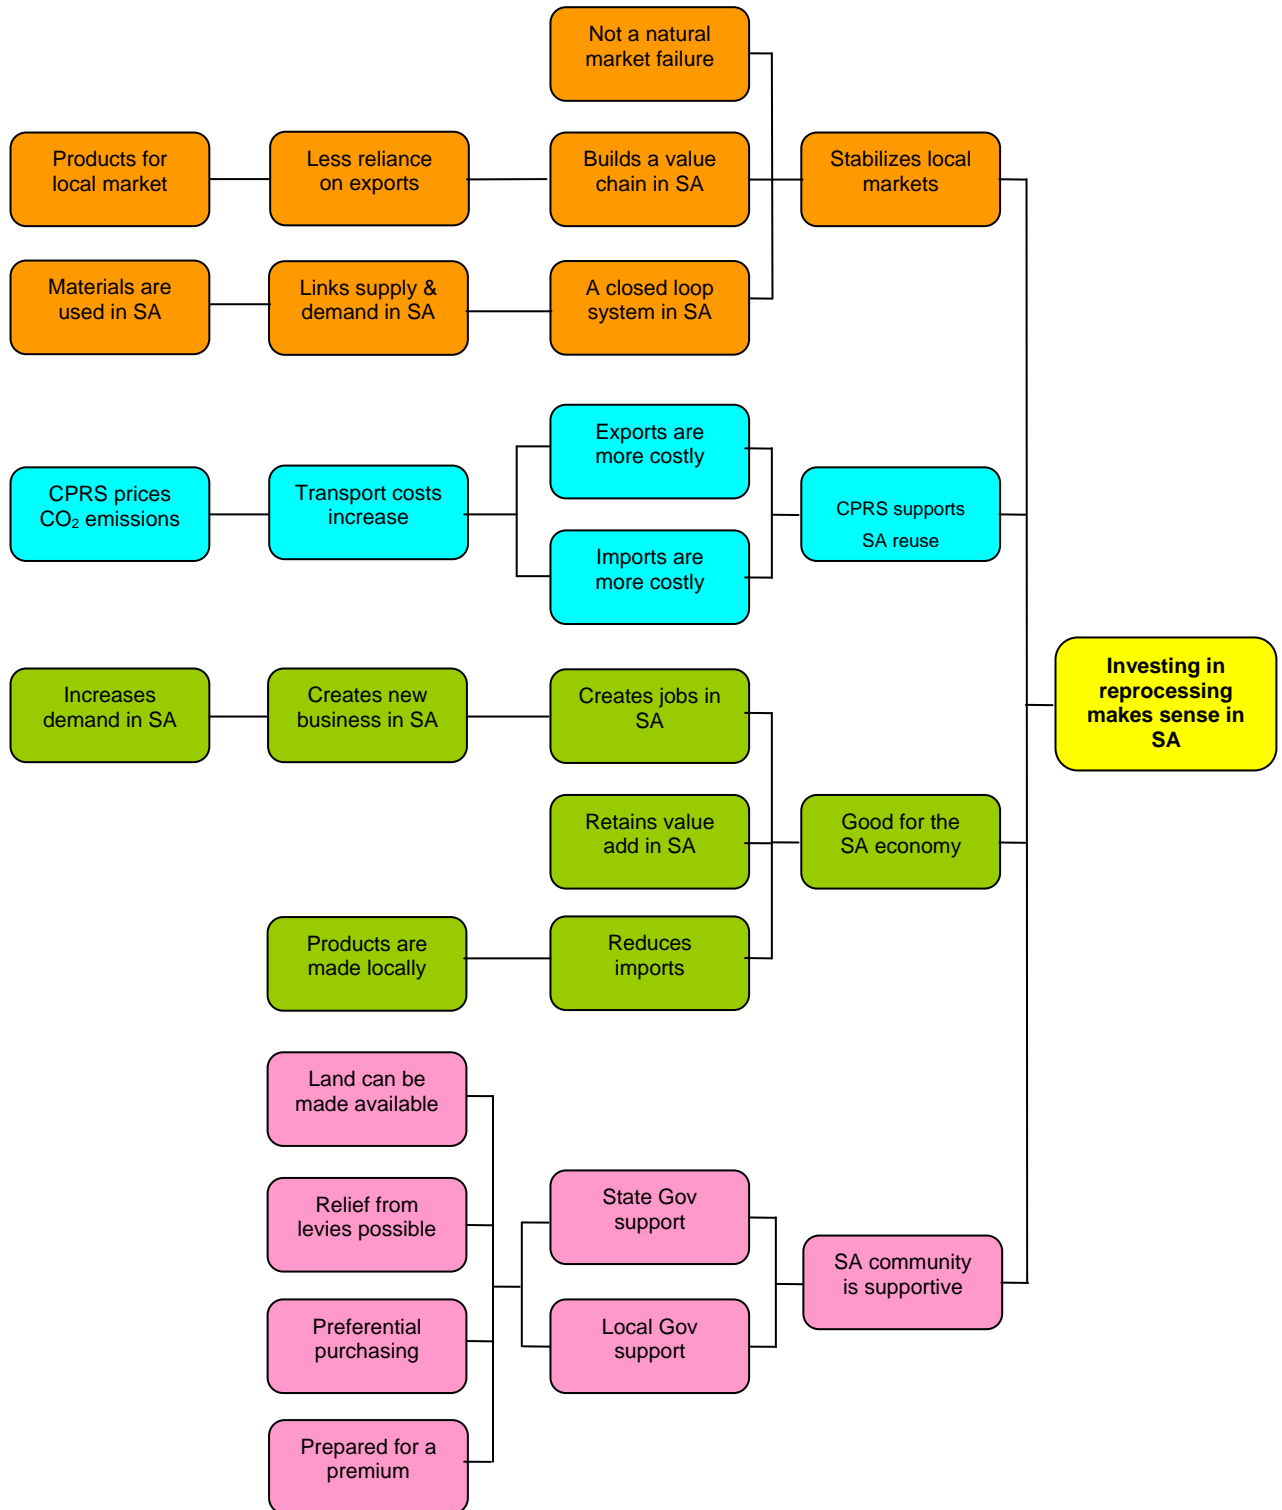 Not a natural
market failure
Products for
local market
Less reliance
on exports
Builds a value
chain in SA
Stabilizes local
markets
Materials are
used in SA
Links supply &
demand in SA
A closed loop
system in SA
Exports are
more costly
CPRS prices
CO₂ emissions
Transport costs
increase
CPRS supports
SA reuse
Imports are
more costly
Investing in
reprocessing
makes sense in
SA
Increases
demand in SA
Creates new
business in SA
Creates jobs in
SA
Retains value
add in SA
Good for the
SA economy
Products are
made locally
Reduces
imports
Land can be
made available
Relief from
levies possible
State Gov
support
SA community
is supportive
Preferential
purchasing
Local Gov
support
Prepared for a
premium